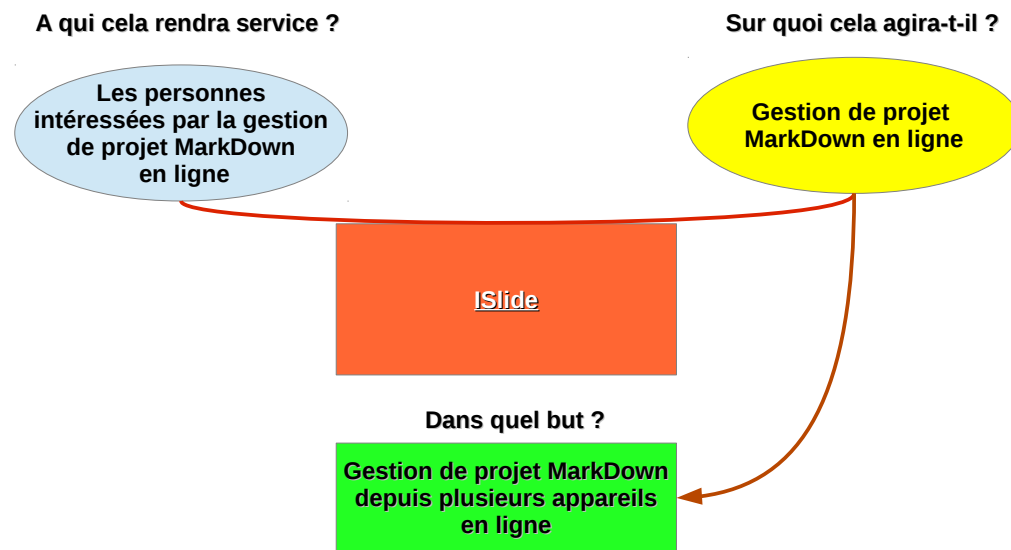 A qui cela rendra service ?
Sur quoi cela agira-t-il ?
Les personnes
intéressées par la gestion
de projet MarkDown
en ligne
Gestion de projet
MarkDown en ligne
ISlide
Dans quel but ?
Gestion de projet MarkDown
depuis plusieurs appareils
en ligne